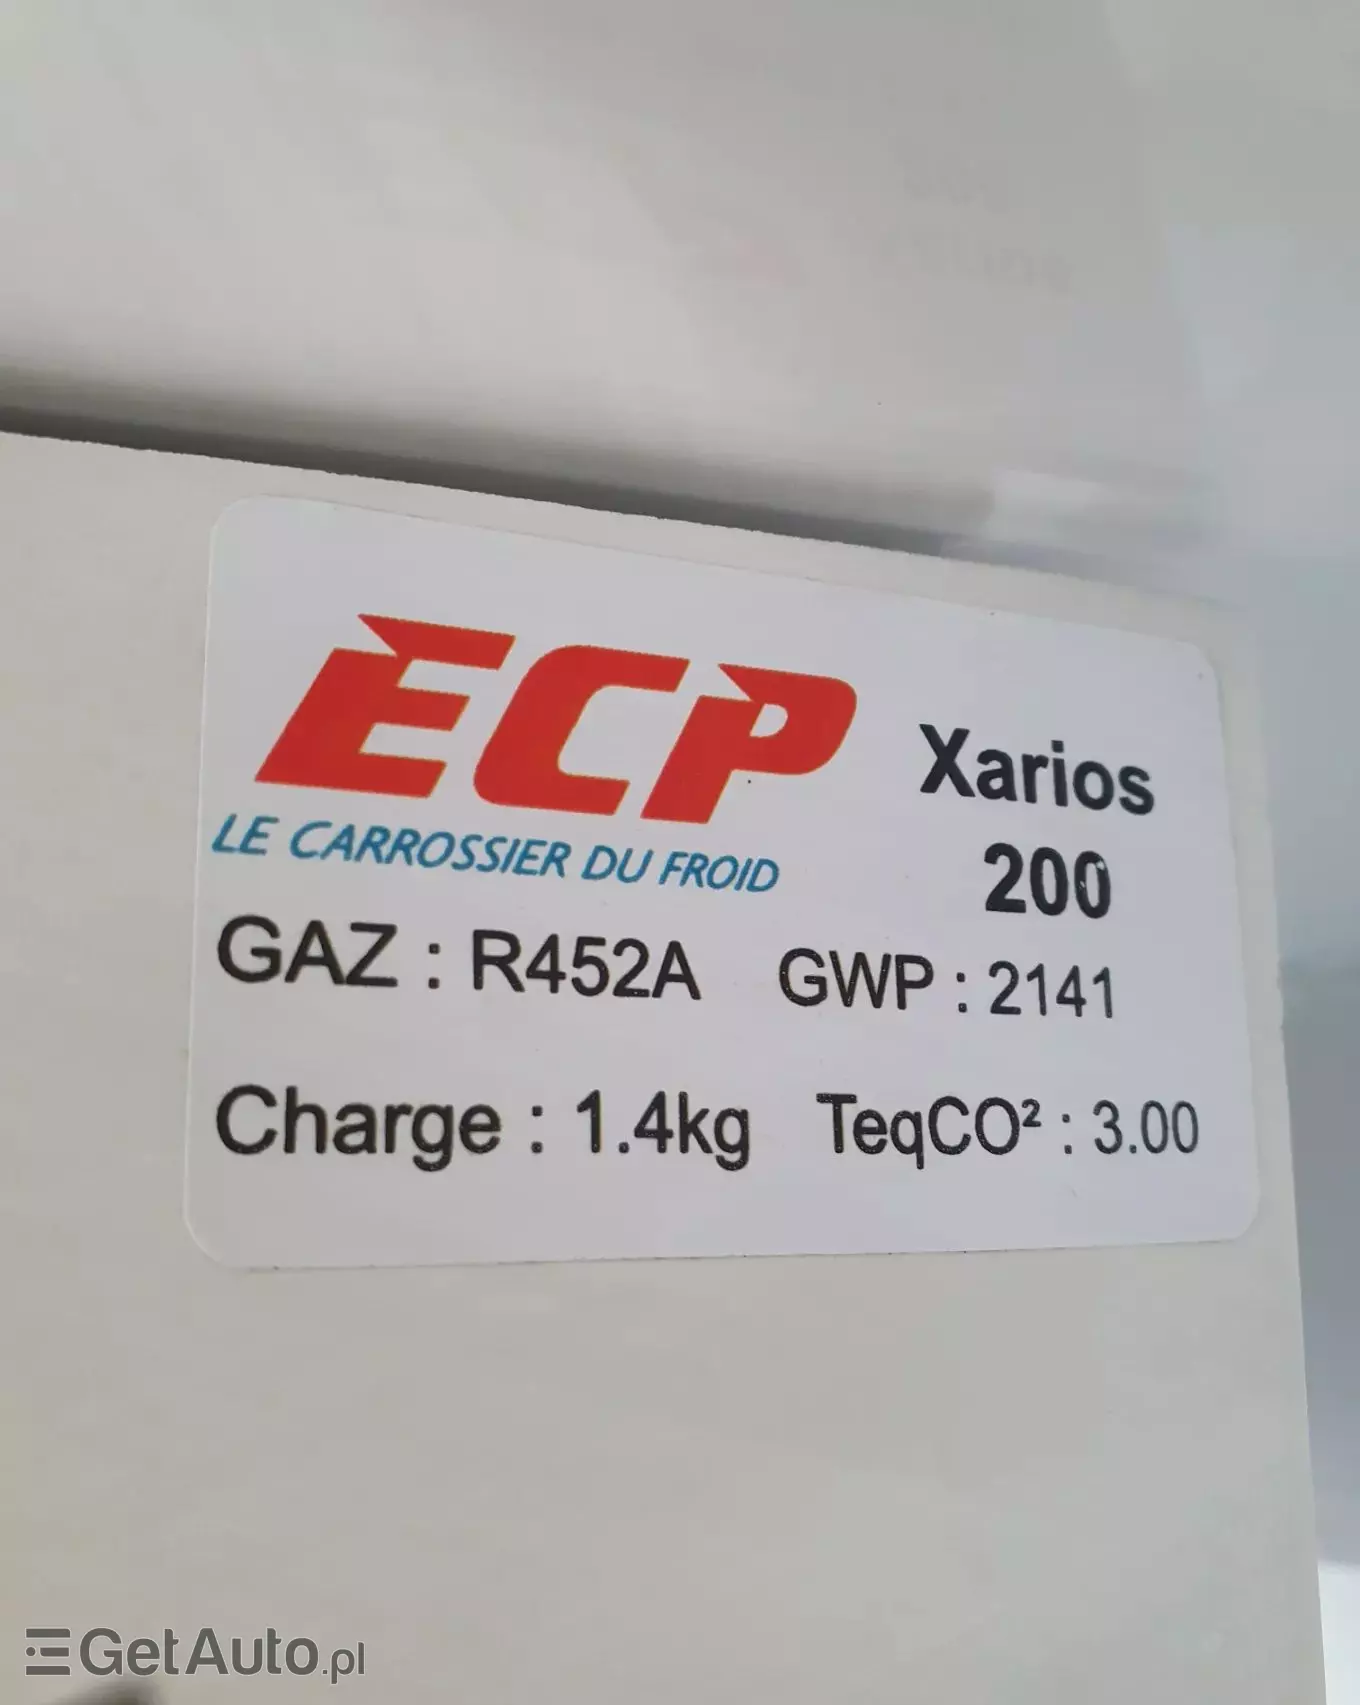 ECP
Xarios
200
LE CARROSSIER DU FROID
GAZ : R452A GWP : 2141
Charge : 1.4kg TeqCO² : 3.00
GetAuto.pl